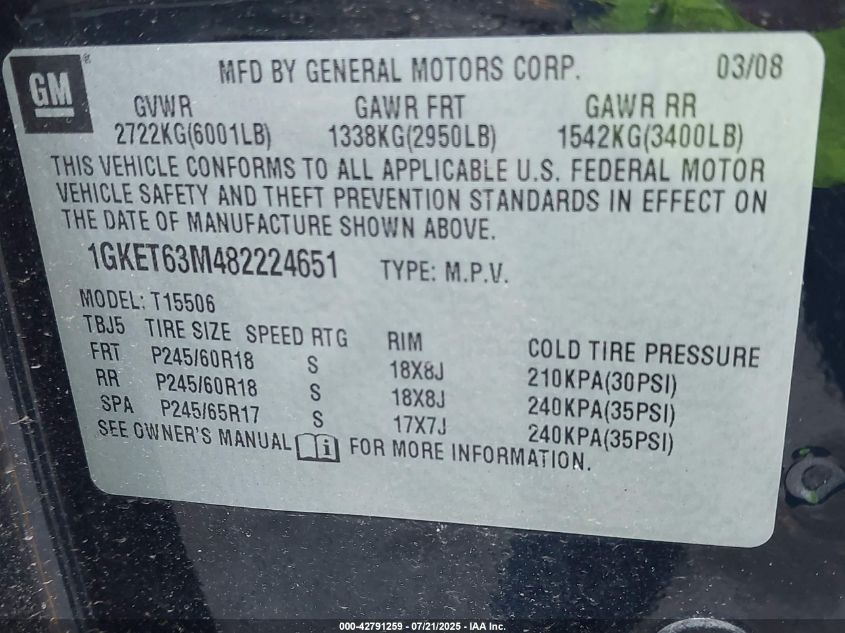 GM
MFD BY GENERAL MOTORS CORP. 03/08
GVWR GAWR FRT GAWR RR
2722KG(6001LB) 1338KG(2950LB) 1542KG(3400LB)
THIS VEHICLE CONFORMS TO ALL APPLICABLE U.S. FEDERAL MOTOR
VEHICLE SAFETY AND THEFT PREVENTION STANDARDS IN EFFECT ON
THE DATE OF MANUFACTURE SHOWN ABOVE.
1GKET63M482224651 TYPE: M.P.V.
MODEL: T15506
TBJ5 TIRE SIZE SPEED RTG RIM COLD TIRE PRESSURE
FRT P245/60R18 S 18X8J 210KPA(30PSI)
RR P245/60R18 S 18X8J 240KPA(35PSI)
SPA P245/65R17 S 17X7J 240KPA(35PSI)
SEE OWNER'S MANUAL i FOR MORE INFORMATION.
000-42791259 - 07/21/2025 - IAA Inc.